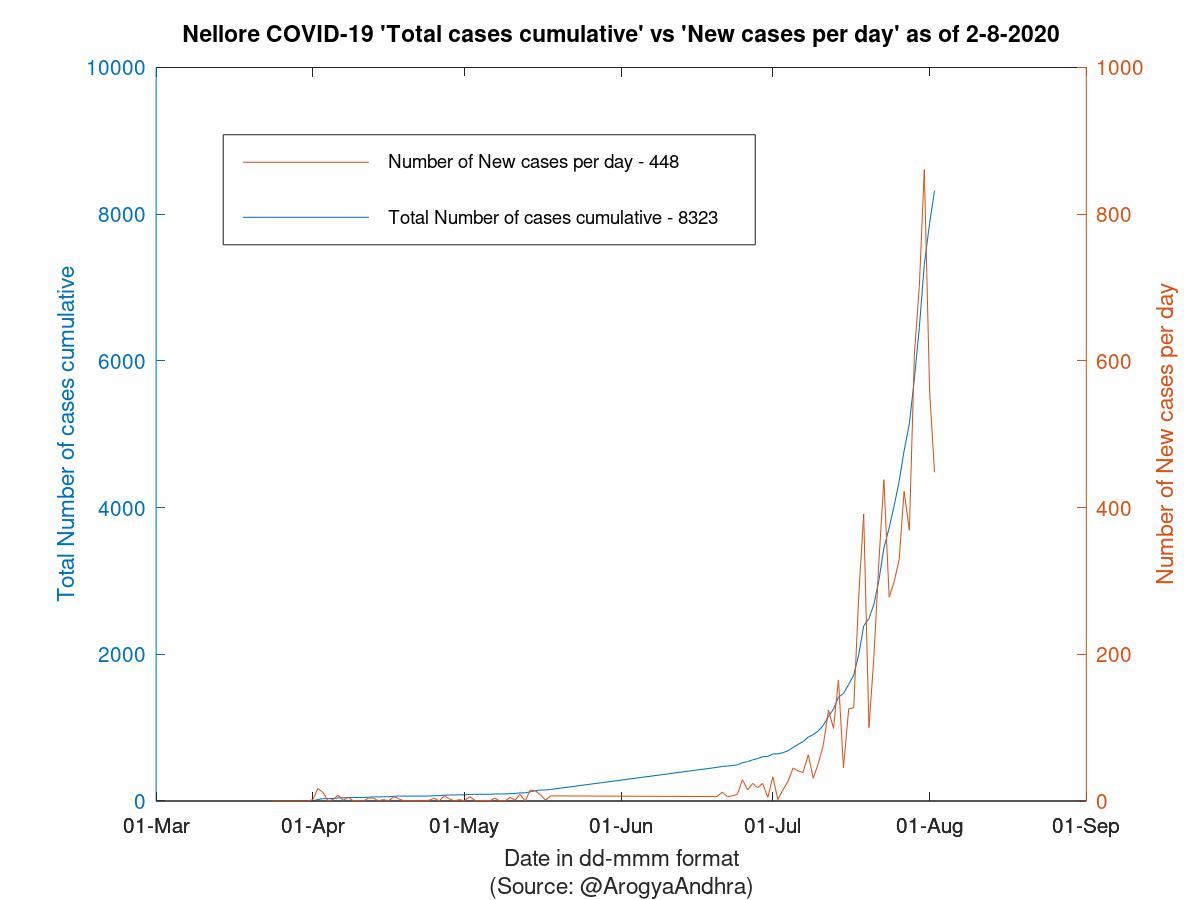 Nellore COVID-19 'Total cases cumulative' vs 'New cases per day' as of 2-8-2020
10000
8000
6000
4000
2000
0
Total Number of cases cumulative
Number of New cases per day - 448
Total Number of cases cumulative - 8323
1000
800
600
400
200
0
Number of New cases per day
01-Mar 01-Apr 01-May 01-Jun 01-Jul 01-Aug 01-Sep
Date in dd-mmm format
(Source: @ArogyaAndhra)